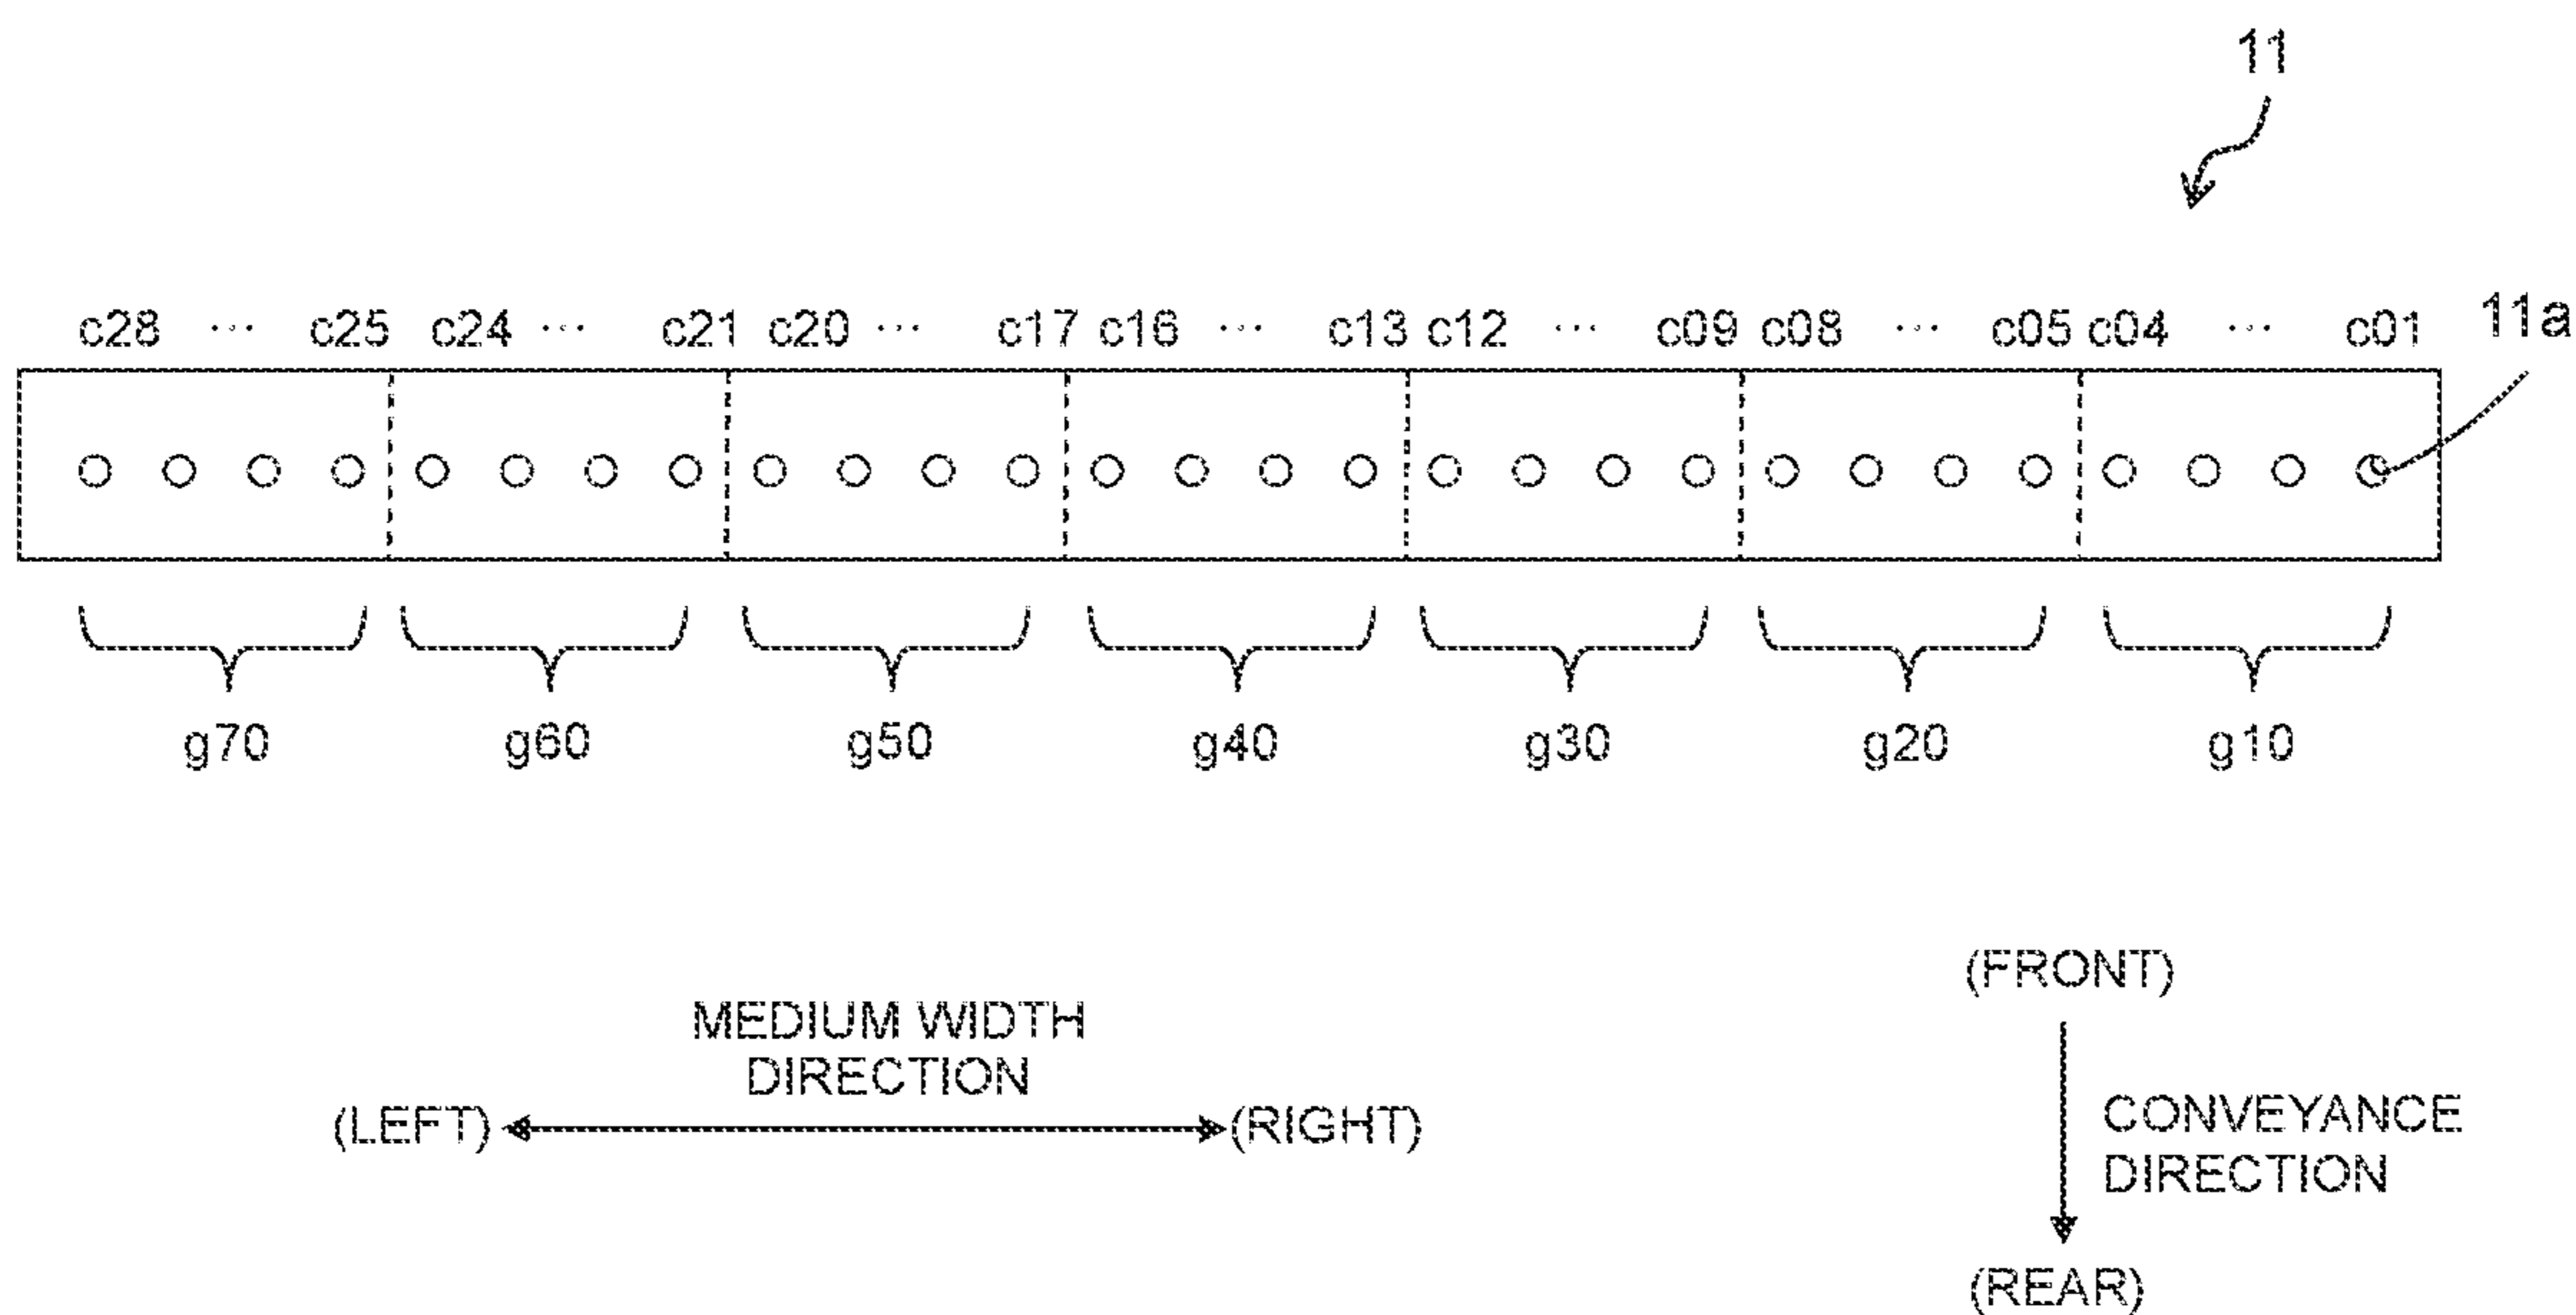 11
c28 ... c25 c24 ... c21 c20 ... c17 c16 ... c13 c12 ... c09 c08 ... c05 c04 ... c01 11a
g70 g60 g50 g40 g30 g20 g10
(FRONT)
MEDIUM WIDTH
DIRECTION
(LEFT) (RIGHT)
CONVEYANCE
DIRECTION
(REAR)